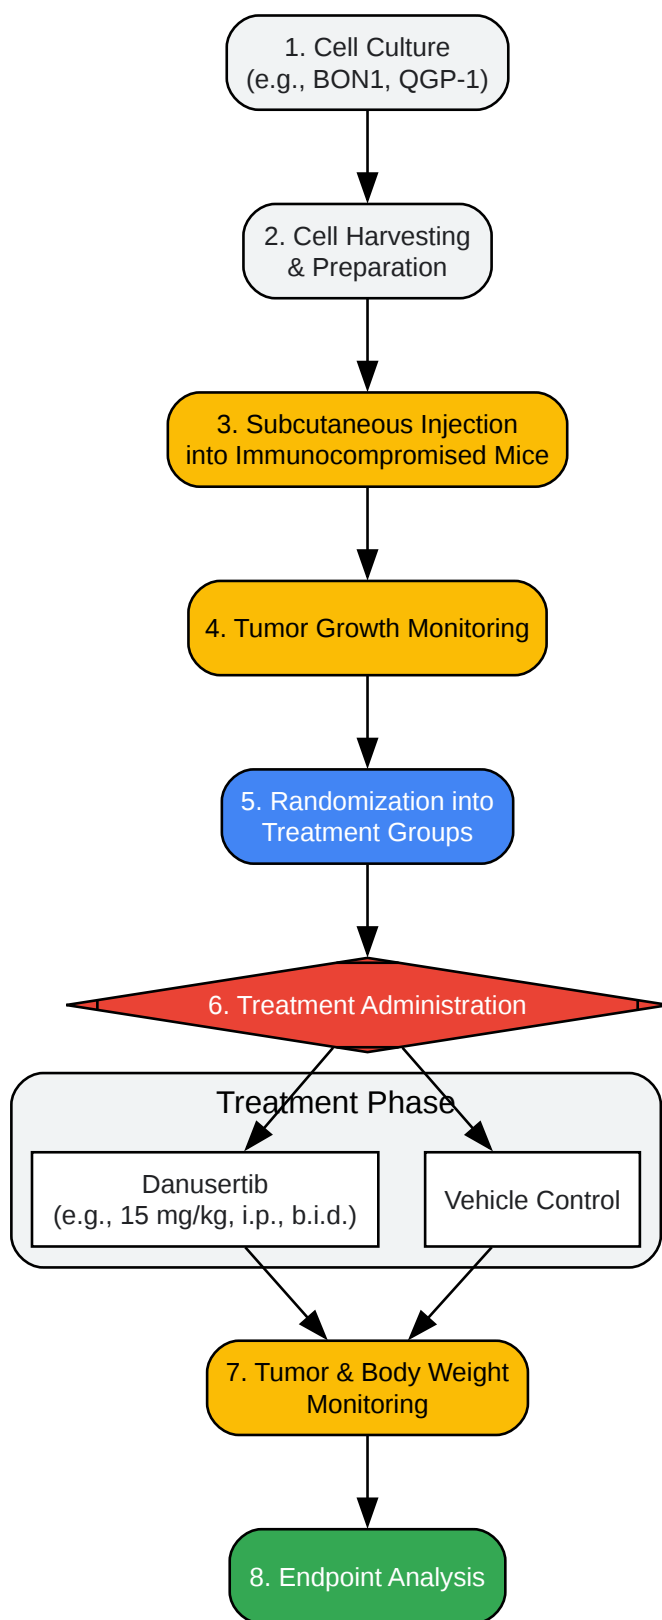 1. Cell Culture
(e.g., BON1, QGP-1)
2. Cell Harvesting
& Preparation
3. Subcutaneous Injection
into Immunocompromised Mice
4. Tumor Growth Monitoring
5. Randomization into
Treatment Groups
6. Treatment Administration
Treatment Phase
Danusertib
(e.g., 15 mg/kg, i.p., b.i.d.)
Vehicle Control
7. Tumor & Body Weight
Monitoring
8. Endpoint Analysis